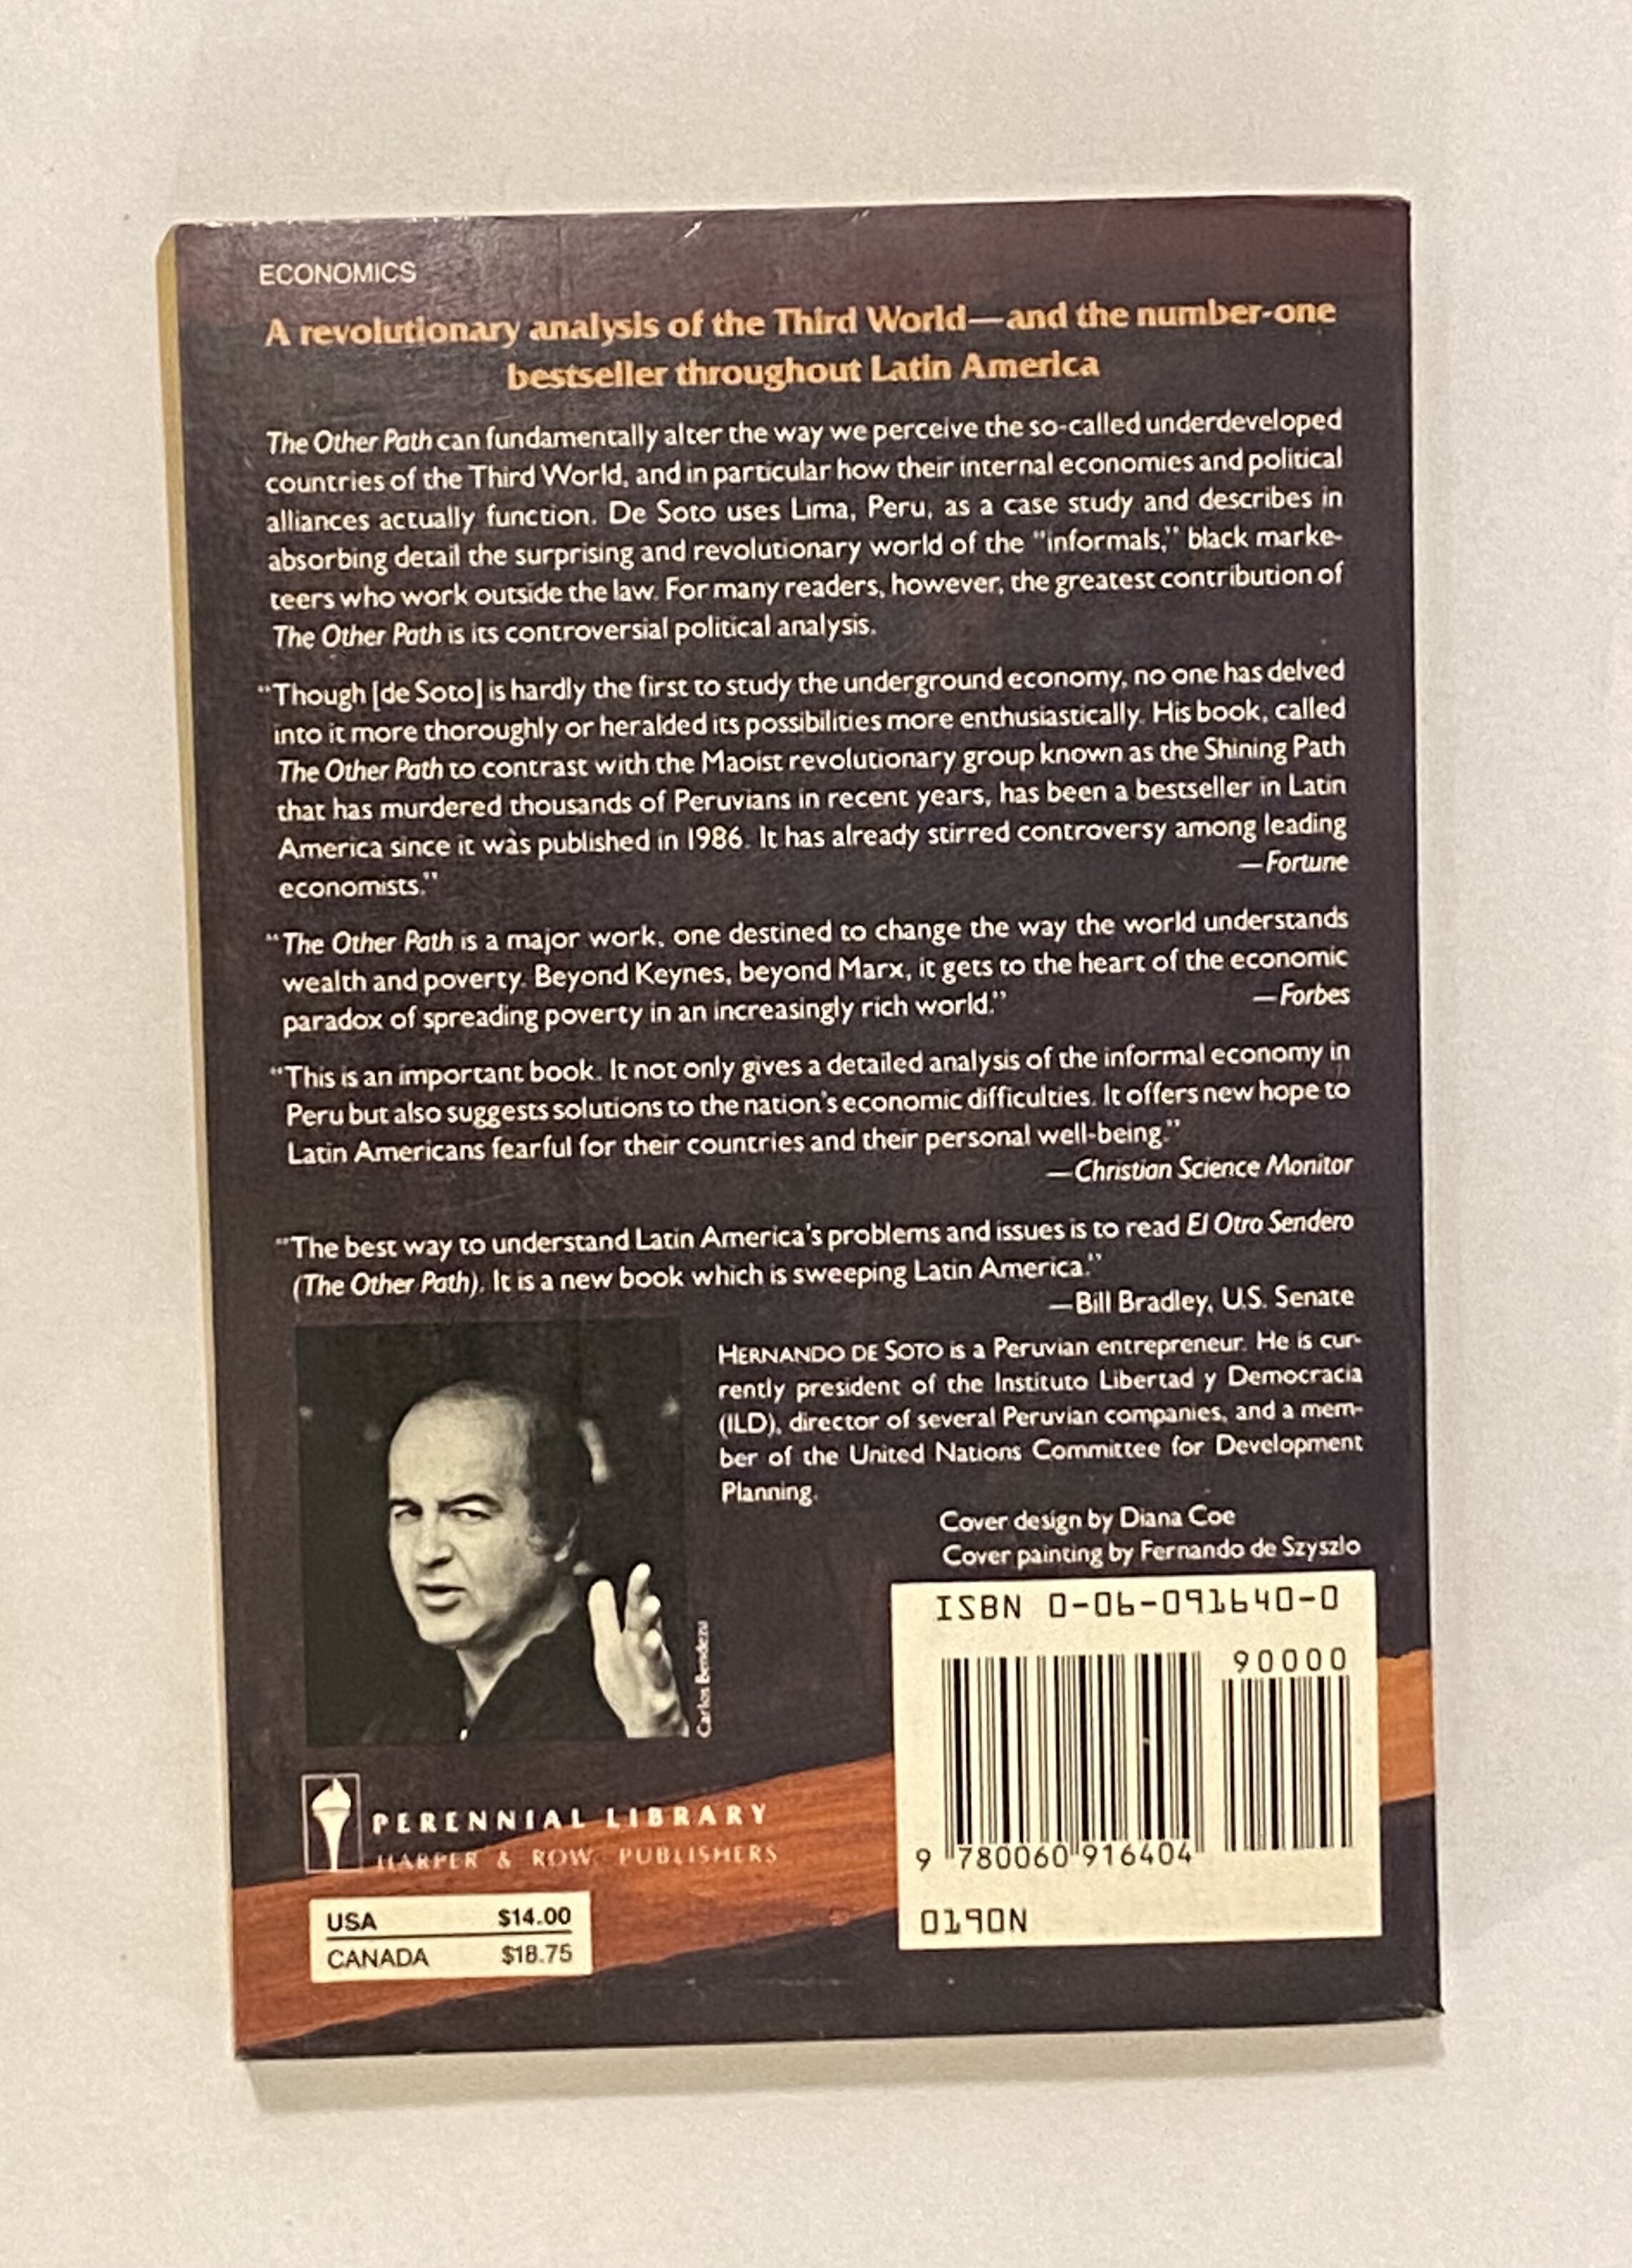 ECONOMICS
A revolutionary analysis of the Third World—and the number-one
bestseller throughout Latin America
The Other Path can fundamentally alter the way we perceive the so-called underdeveloped
countries of the Third World, and in particular how their internal economies and political
alliances actually function. De Soto uses Lima, Peru, as a case study and describes in
absorbing detail the surprising and revolutionary world of the "informals," black marke-
teers who work outside the law. For many readers, however, the greatest contribution of
The Other Path is its controversial political analysis.
"Though [de Soto] is hardly the first to study the underground economy, no one has delved
into it more thoroughly or heralded its possibilities more enthusiastically. His book, called
The Other Path to contrast with the Maoist revolutionary group known as the Shining Path
that has murdered thousands of Peruvians in recent years, has been a bestseller in Latin
America since it was published in 1986. It has already stirred controversy among leading
economists." —Fortune
"The Other Path is a major work, one destined to change the way the world understands
wealth and poverty. Beyond Keynes, beyond Marx, it gets to the heart of the economic
paradox of spreading poverty in an increasingly rich world." —Forbes
"This is an important book. It not only gives a detailed analysis of the informal economy in
Peru but also suggests solutions to the nation's economic difficulties. It offers new hope to
Latin Americans fearful for their countries and their personal well-being."
—Christian Science Monitor
"The best way to understand Latin America's problems and issues is to read El Otro Sendero
(The Other Path). It is a new book which is sweeping Latin America."
—Bill Bradley, U.S. Senate
HERNANDO DE SOTO is a Peruvian entrepreneur. He is cur-
rently president of the Instituto Libertad y Democracia
(ILD), director of several Peruvian companies, and a mem-
ber of the United Nations Committee for Development
Planning.
Cover design by Diana Coe
Cover painting by Fernando de Szyszlo
Carlos Bendezu
ISBN 0-06-091640-0
90000
9 780060 916404
0190N
PERENNIAL LIBRARY
HARPER & ROW, PUBLISHERS
USA $14.00
CANADA $18.75